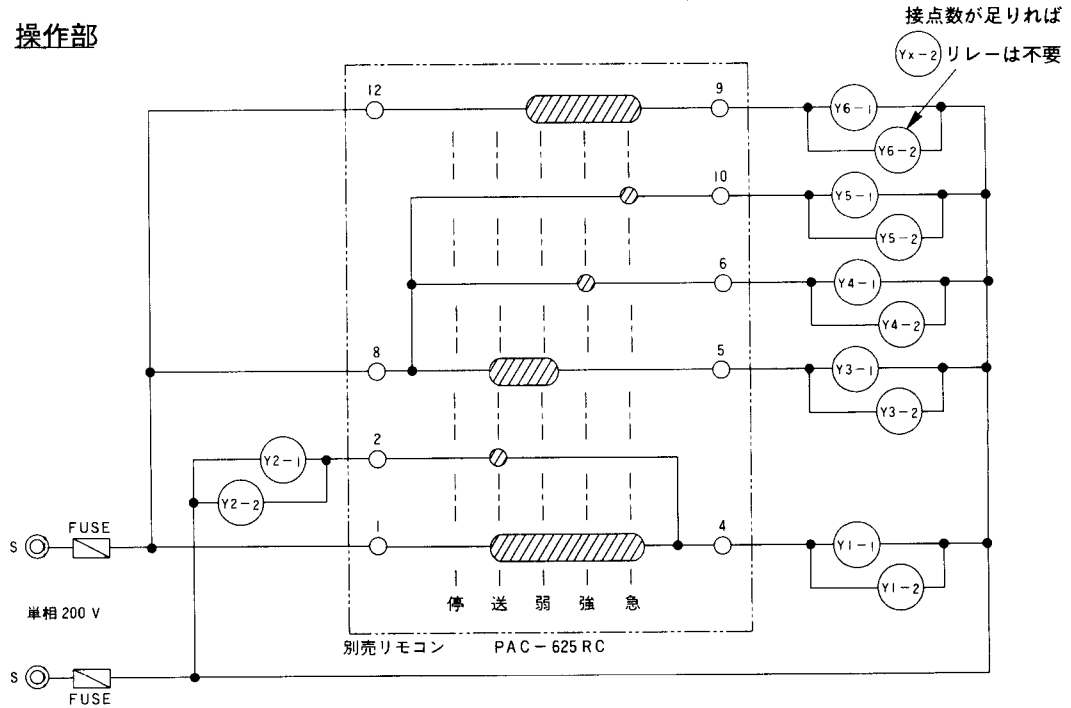 操作部
接点数が足りれば
Yx-2 リレーは不要
12
9
Y6-1
Y6-2
10
Y5-1
Y5-2
6
Y4-1
Y4-2
8
5
Y3-1
Y3-2
2
Y2-1
Y2-2
S
FUSE
1
4
Y1-1
Y1-2
停 送 弱 強 急
単相 200 V
別売リモコン PAC-625RC
S
FUSE